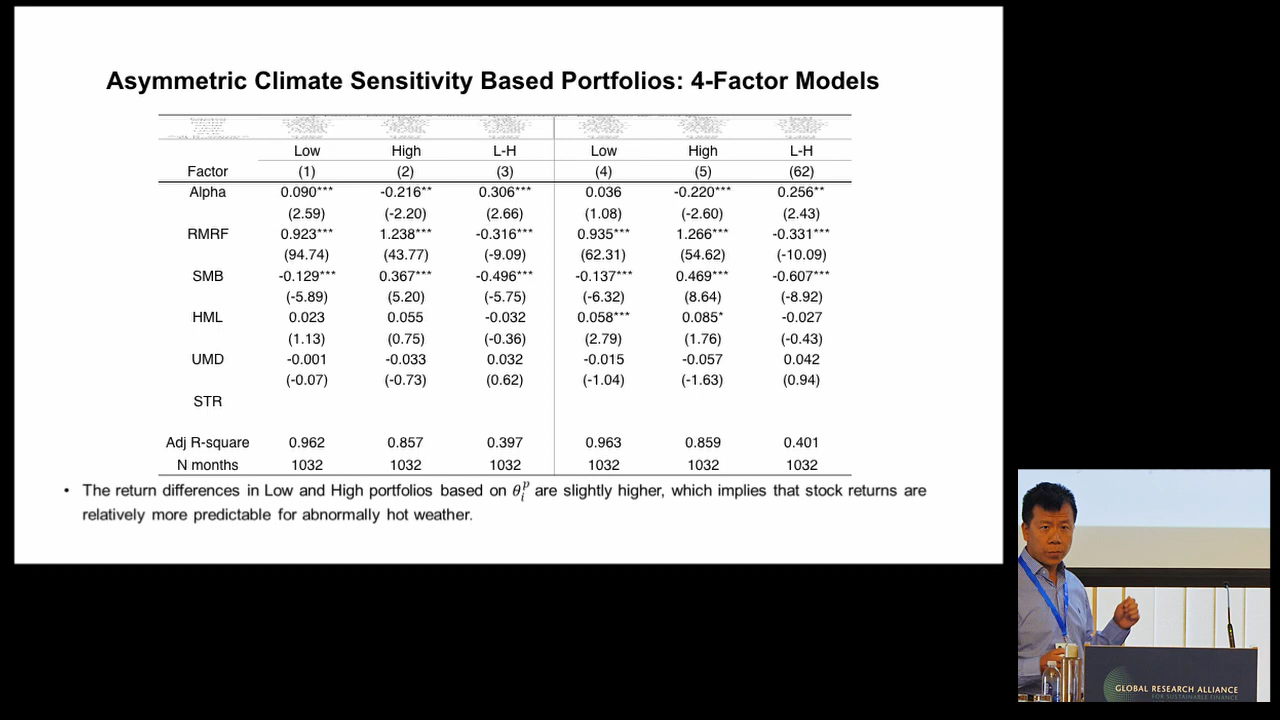 Asymmetric Climate Sensitivity Based Portfolios: 4-Factor Models
Low High L-H Low High L-H
Factor (1) (2) (3) (4) (5) (62)
Alpha 0.090*** -0.216** 0.306*** 0.036 -0.220*** 0.256**
(2.59) (-2.20) (2.66) (1.08) (-2.60) (2.43)
RMRF 0.923*** 1.238*** -0.316*** 0.935*** 1.266*** -0.331***
(94.74) (43.77) (-9.09) (62.31) (54.62) (-10.09)
SMB -0.129*** 0.367*** -0.496*** -0.137*** 0.469*** -0.607***
(-5.89) (5.20) (-5.75) (-6.32) (8.64) (-8.92)
HML 0.023 0.055 -0.032 0.058*** 0.085* -0.027
(1.13) (0.75) (-0.36) (2.79) (1.76) (-0.43)
UMD -0.001 -0.033 0.032 -0.015 -0.057 0.042
(-0.07) (-0.73) (0.62) (-1.04) (-1.63) (0.94)
STR
Adj R-square 0.962 0.857 0.397 0.963 0.859 0.401
N months 1032 1032 1032 1032 1032 1032
• The return differences in Low and High portfolios based on θᵢᵖ are slightly higher, which implies that stock returns are
relatively more predictable for abnormally hot weather.
GLOBAL RESEARCH ALLIANCE
FOR SUSTAINABLE FINANCE